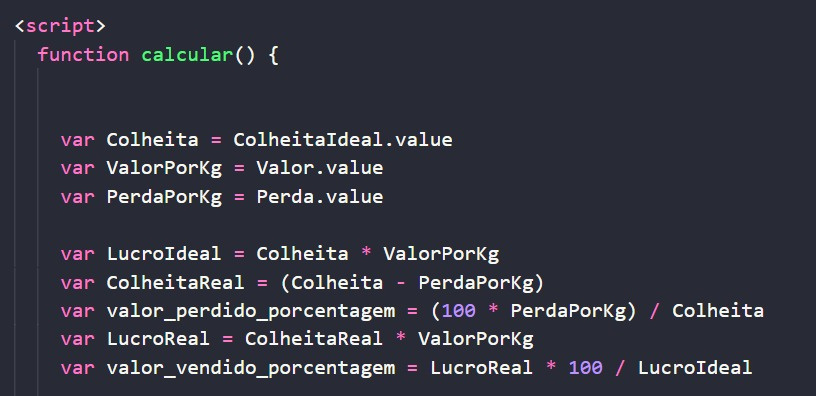 <script>
function calcular() {
var Colheita = ColheitaIdeal.value
var ValorPorKg = Valor.value
var PerdaPorKg = Perda.value
var LucroIdeal = Colheita * ValorPorKg
var ColheitaReal = (Colheita - PerdaPorKg)
var valor_perdido_porcentagem = (100 * PerdaPorKg) / Colheita
var LucroReal = ColheitaReal * ValorPorKg
var valor_vendido_porcentagem = LucroReal * 100 / LucroIdeal